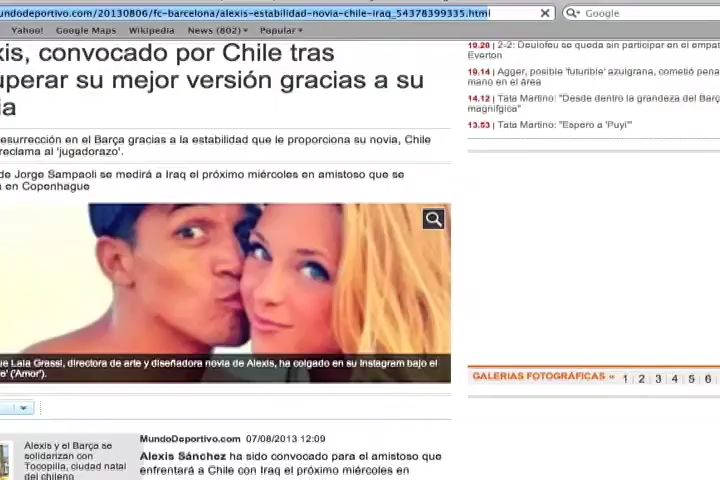 undodeportivo.com/20130806/fc-barcelona/alexis-estabilidad-novia-chile-iraq_54378399335.html
Google
Yahoo! Google Maps Wikipedia News (802) Popular
xis, convocado por Chile tras
uperar su mejor versión gracias a su
ia
esurrección en el Barça gracias a la estabilidad que le proporciona su novia, Chile
reclama al 'jugadorazo'.
de Jorge Sampaoli se medirá a Iraq el próximo miércoles en amistoso que se
a en Copenhague
19.20 | 2-2: Deulofeu se queda sin participar en el empat
Everton
19.14 | Agger, posible 'futurible' azulgrana, cometió pena
mano en el área
14.12 | Tata Martino: "Desde dentro la grandeza del Barç
magnifgica"
13.53 | Tata Martino: "Espero a 'Puyi'"
ue Laia Grassi, directora de arte y diseñadora novia de Alexis, ha colgado en su Instagram bajo el
e' ('Amor').
GALERIAS FOTOGRÁFICAS » 1 | 2 | 3 | 4 | 5 | 6
Alexis y el Barça se
solidarizan con
Tocopilla, ciudad natal
del chileno
MundoDeportivo.com 07/08/2013 12:09
Alexis Sánchez ha sido convocado para el amistoso que
enfrentará a Chile con Iraq el próximo miércoles en